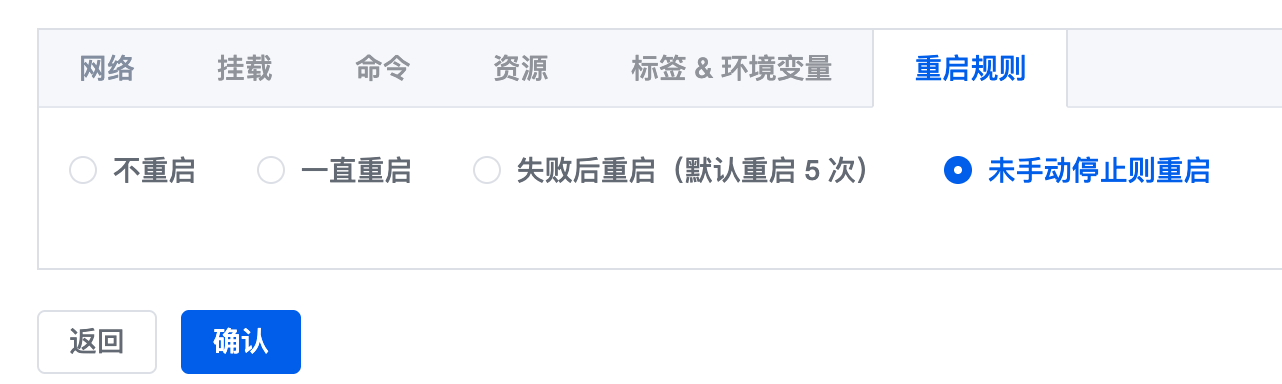 网络 挂载 命令 资源 标签 & 环境变量 重启规则
不重启 一直重启 失败后重启（默认重启 5 次） 未手动停止则重启
返回 确认